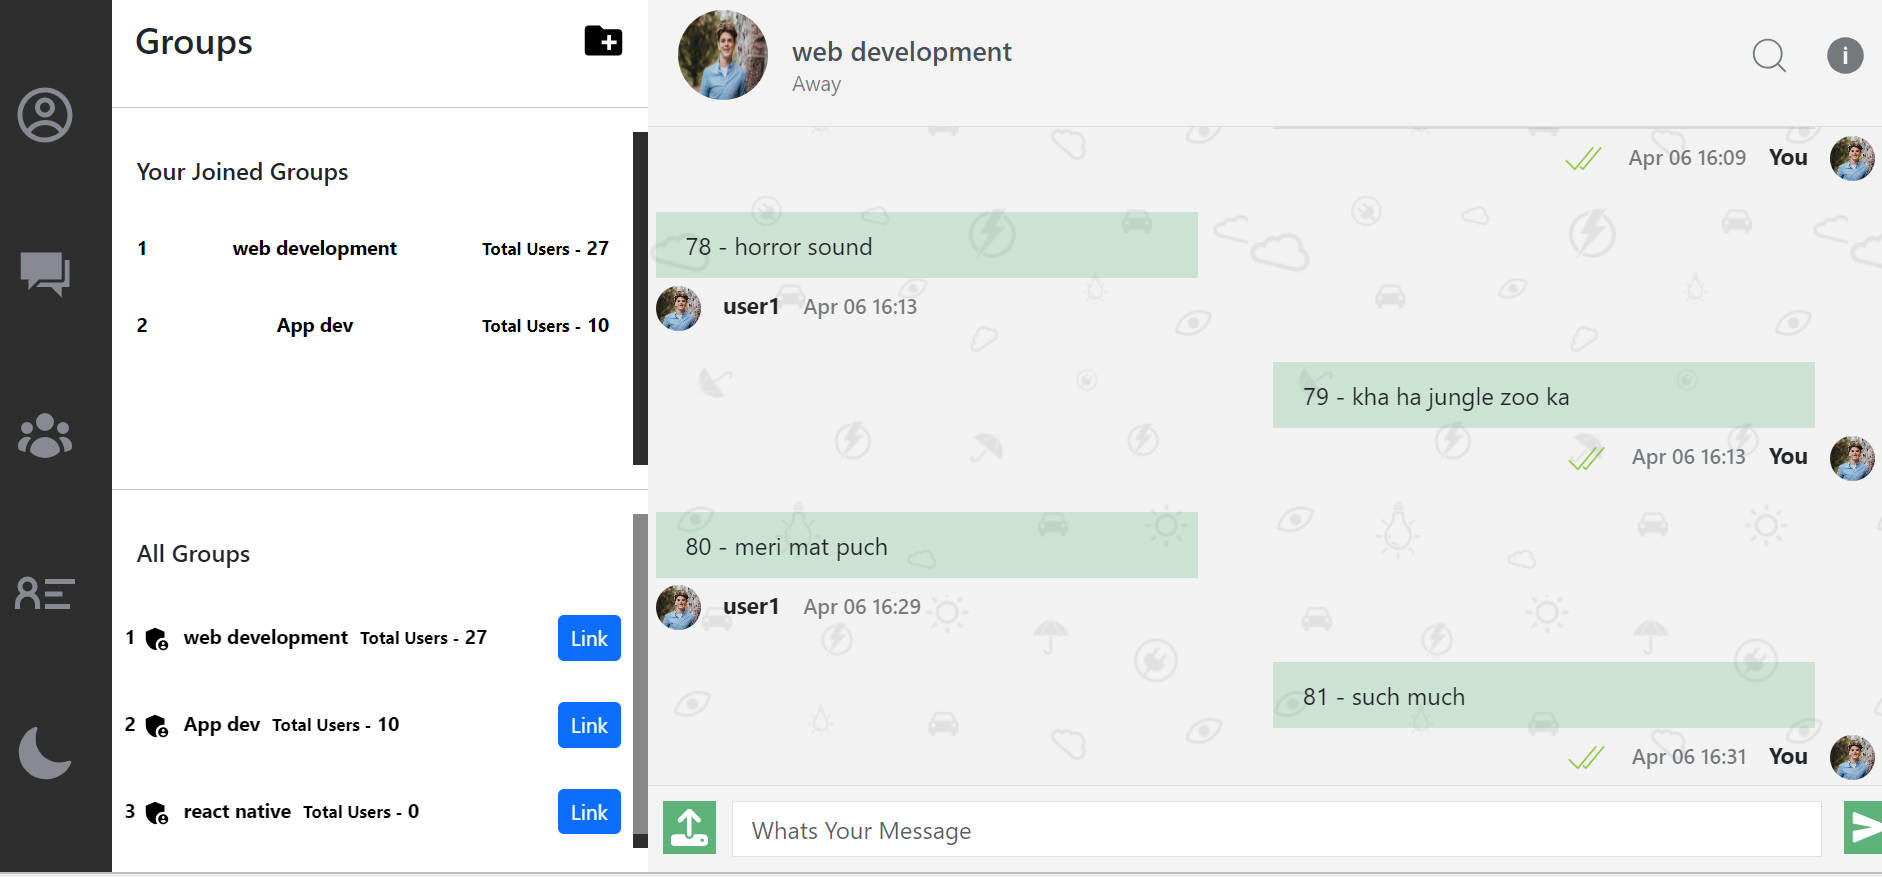 Groups
Your Joined Groups
1 web development Total Users - 27
2 App dev Total Users - 10
All Groups
1 web development Total Users - 27 Link
2 App dev Total Users - 10 Link
3 react native Total Users - 0 Link
web development
Away
i
Apr 06 16:09 You
78 - horror sound
user1 Apr 06 16:13
79 - kha ha jungle zoo ka
Apr 06 16:13 You
80 - meri mat puch
user1 Apr 06 16:29
81 - such much
Apr 06 16:31 You
Whats Your Message